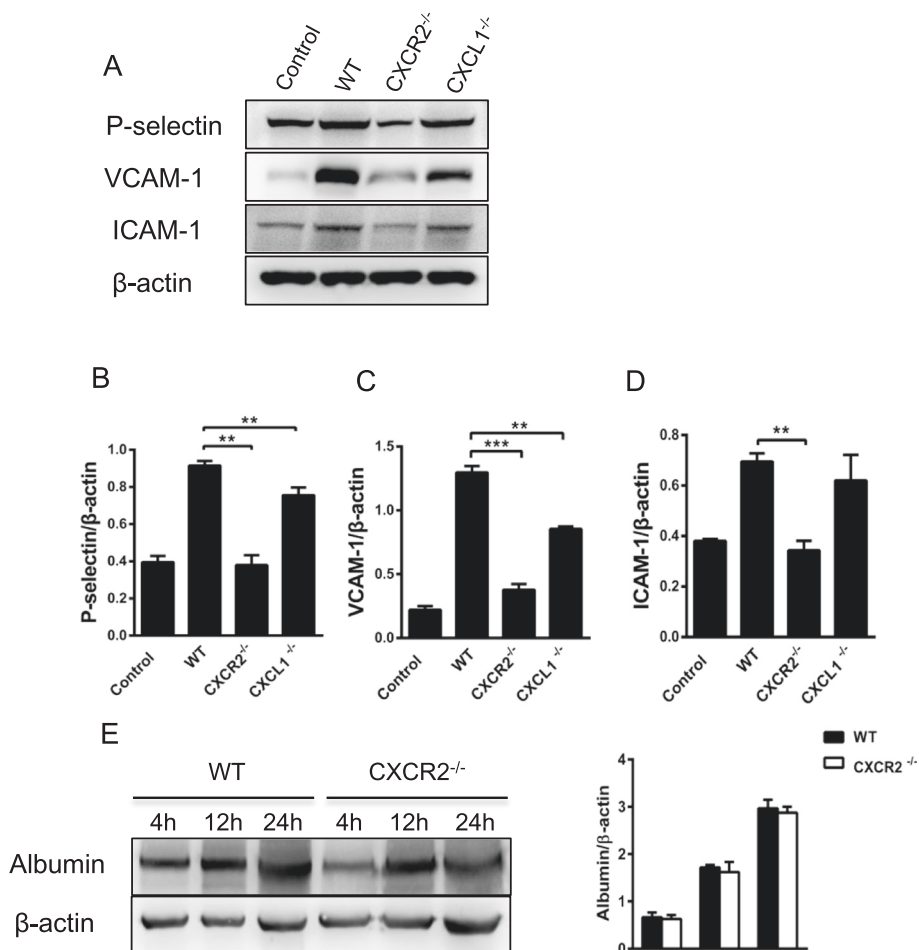 A
Control WT CXCR2-/- CXCL1-/-
P-selectin
VCAM-1
ICAM-1
β-actin
B
P-selectin/β-actin
1.0
0.8
0.6
0.4
0.2
0.0
** 
**
Control WT CXCR2-/- CXCL1-/-
C
VCAM-1/β-actin
1.5
1.0
0.5
0.0
**
***
Control WT CXCR2-/- CXCL1-/-
D
ICAM-1/β-actin
0.8
0.6
0.4
0.2
0.0
**
Control WT CXCR2-/- CXCL1-/-
E
WT CXCR2-/-
4h 12h 24h 4h 12h 24h
Albumin
β-actin
WT
CXCR2 -/-
Albumin/β-actin
4
3
2
1
0